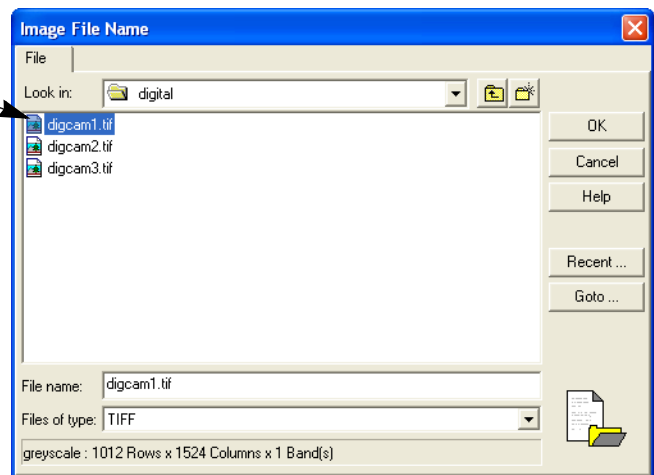 Image File Name
File
Look in: digital
digcam1.tif
digcam2.tif
digcam3.tif
OK
Cancel
Help
Recent ...
Goto ...
File name: digcam1.tif
Files of type: TIFF
greyscale : 1012 Rows x 1524 Columns x 1 Band(s)